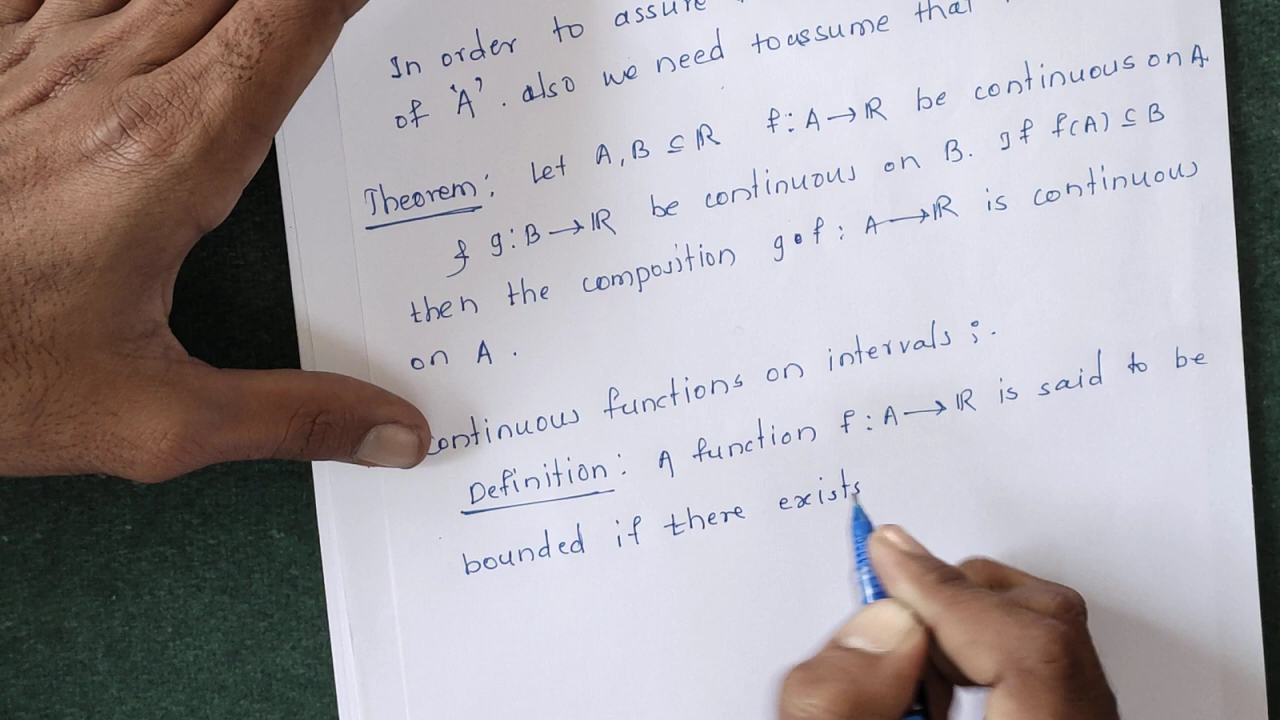 In order to assure
of 'A'. also we need to assume that
Theorem: Let A, B ⊆ ℝ f: A→ℝ be continuous on A.
& g: B→ℝ be continuous on B. If f(A) ⊆ B
then the composition g∘f: A→ℝ is continuous
on A.
continuous functions on intervals ;.
Definition: A function f: A→ℝ is said to be
bounded if there exists